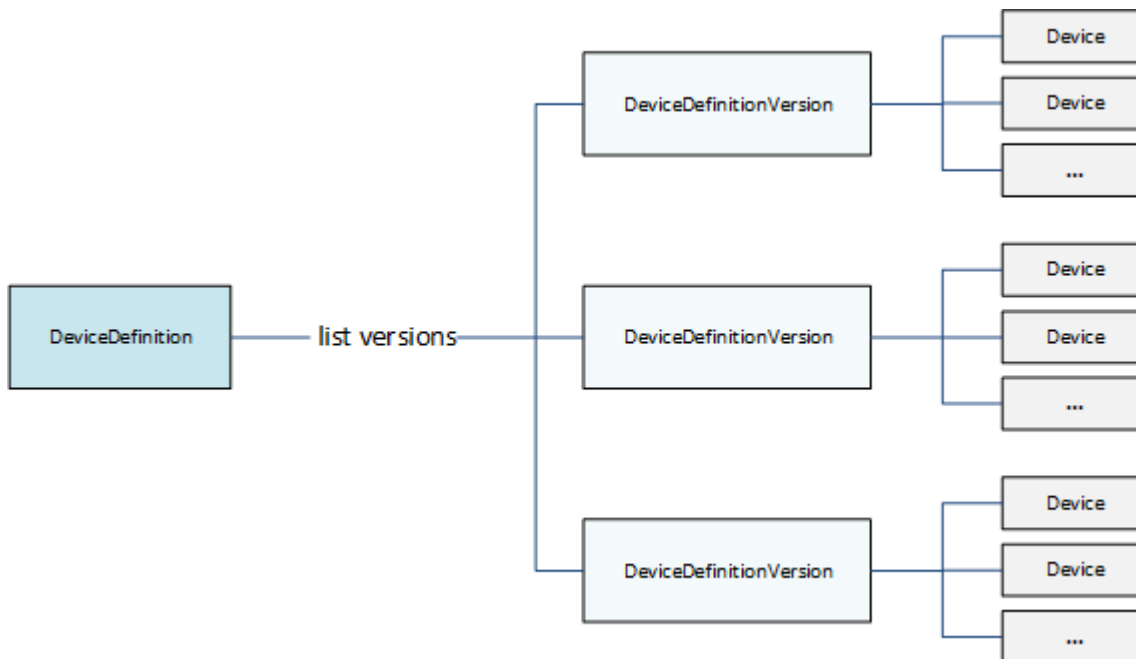 DeviceDefinition
list versions
DeviceDefinitionVersion
Device
Device
...
DeviceDefinitionVersion
Device
Device
...
DeviceDefinitionVersion
Device
Device
...